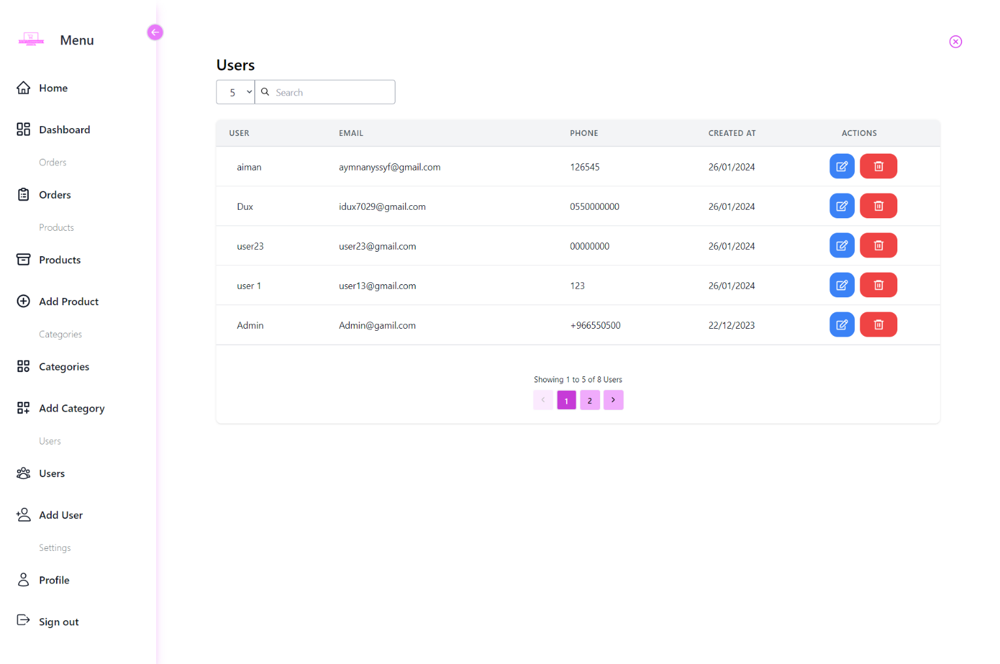 Menu
Home
Dashboard
Orders
Orders
Products
Products
Add Product
Categories
Categories
Add Category
Users
Users
Add User
Settings
Profile
Sign out
Users
5 Search
USER EMAIL PHONE CREATED AT ACTIONS
aiman aymnanyssyf@gmail.com 126545 26/01/2024
Dux idux7029@gmail.com 0550000000 26/01/2024
user23 user23@gmail.com 00000000 26/01/2024
user 1 user13@gmail.com 123 26/01/2024
Admin Admin@gamil.com +966550500 22/12/2023
Showing 1 to 5 of 8 Users
1 2